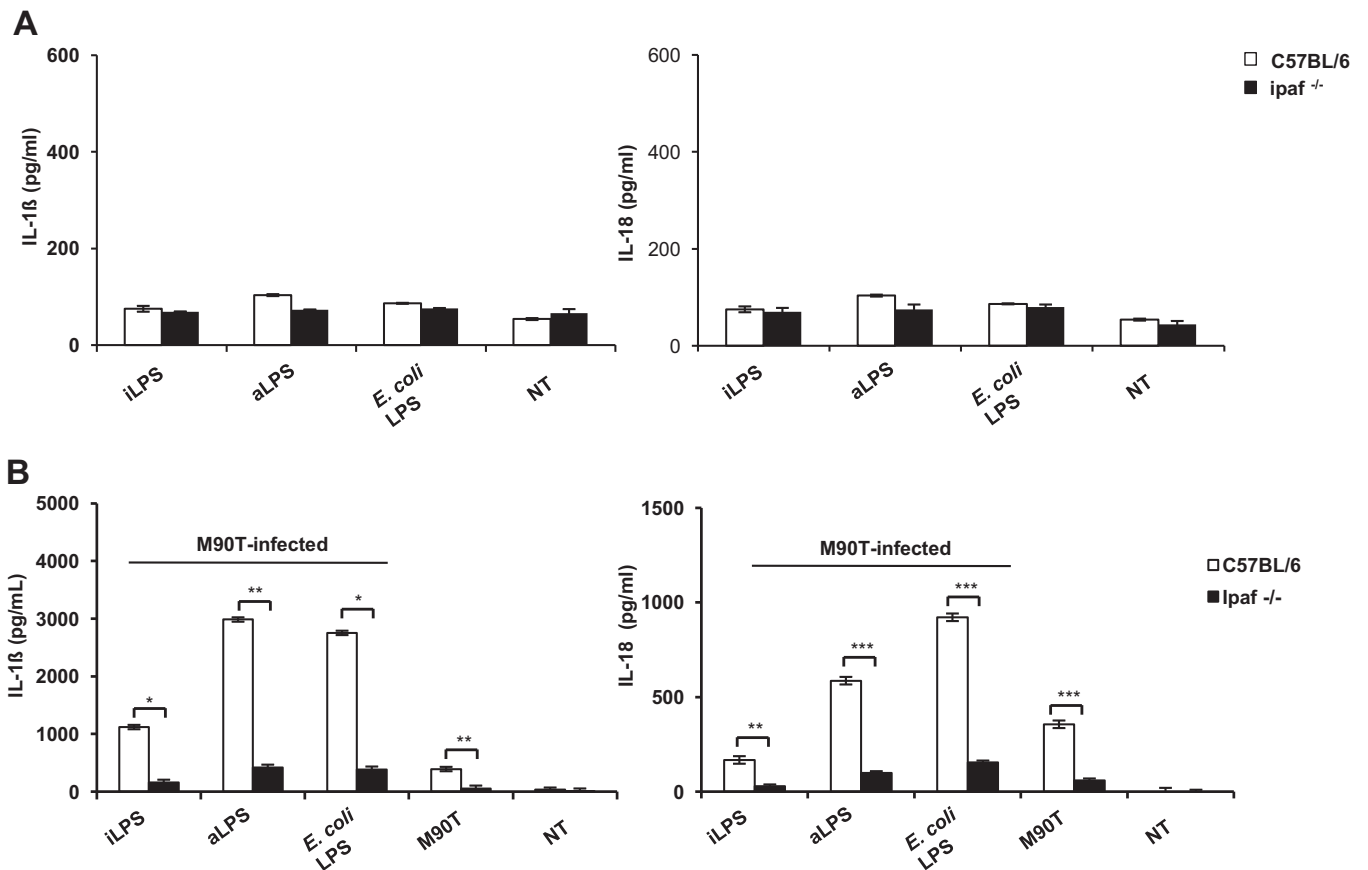 A
600
400
200
0
IL-1ß (pg/ml)
iLPS
aLPS
E. coli
LPS
NT
600
400
200
0
IL-18 (pg/ml)
iLPS
aLPS
E. coli
LPS
NT
C57BL/6
ipaf -/-
B
5000
4000
3000
2000
1000
0
IL-1ß (pg/mL)
M90T-infected
*
**
*
**
iLPS
aLPS
E. coli
LPS
M90T
NT
1500
1000
500
0
IL-18 (pg/ml)
M90T-infected
**
***
***
***
iLPS
aLPS
E. coli
LPS
M90T
NT
C57BL/6
Ipaf -/-